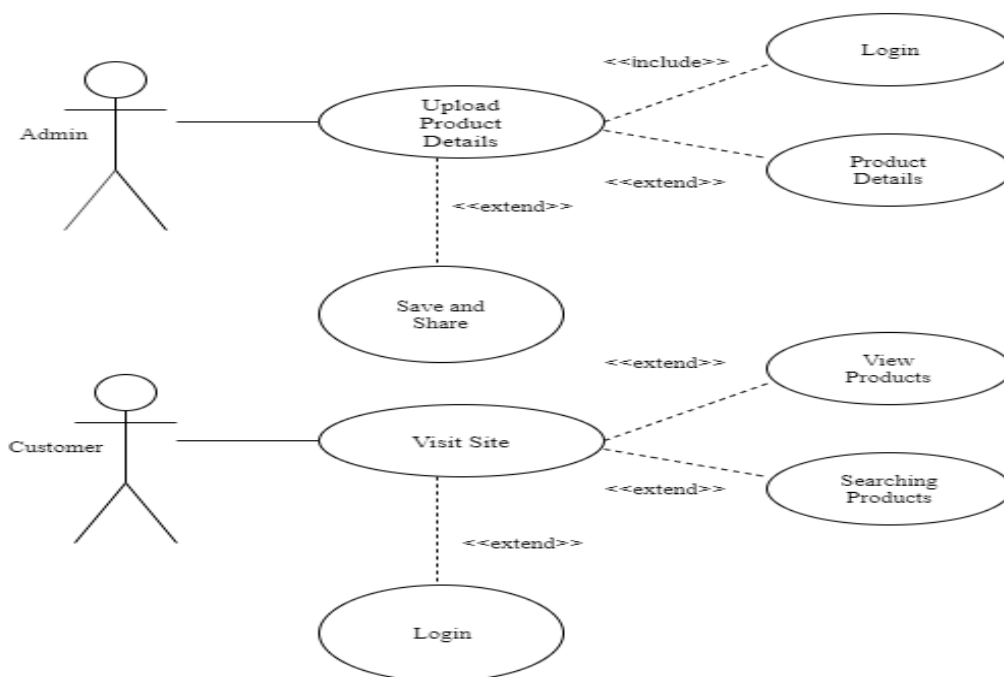 Login
<<include>>
Upload
Product
Details
Admin
Product
Details
<<extend>>
<<extend>>
Save and
Share
<<extend>>
View
Products
Customer
Visit Site
Searching
Products
<<extend>>
<<extend>>
Login